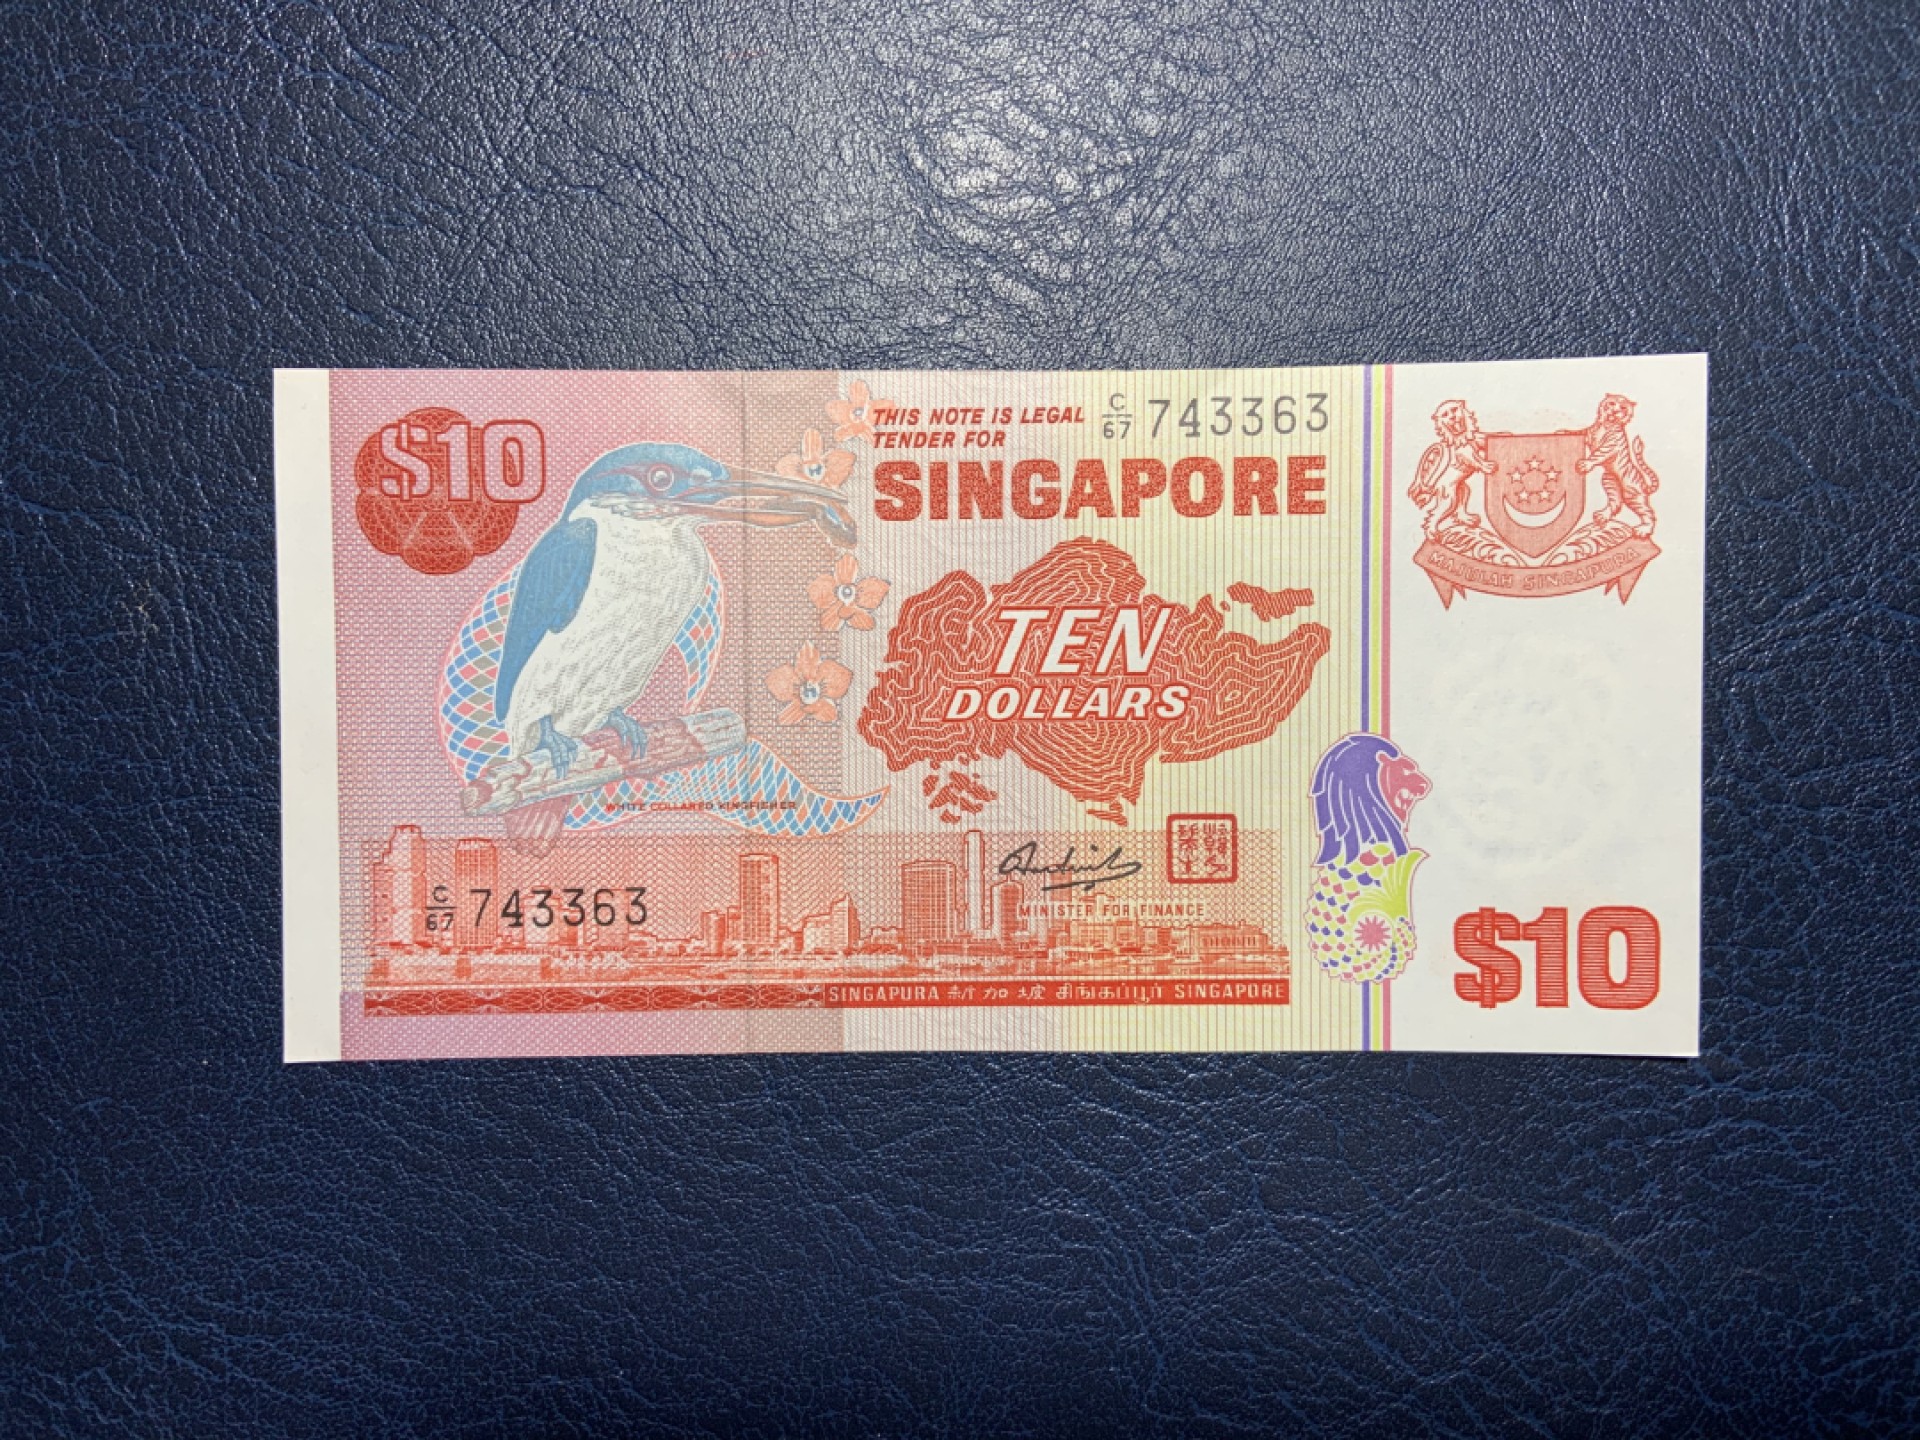 $10
THIS NOTE IS LEGAL
TENDER FOR
C/67 743363
SINGAPORE
TEN
DOLLARS
MAJULAH SINGAPURA
WHITE COLLARED KINGFISHER
C/67 743363
MINISTER FOR FINANCE
$10
SINGAPURA 新加坡 சிங்கப்பூர் SINGAPORE